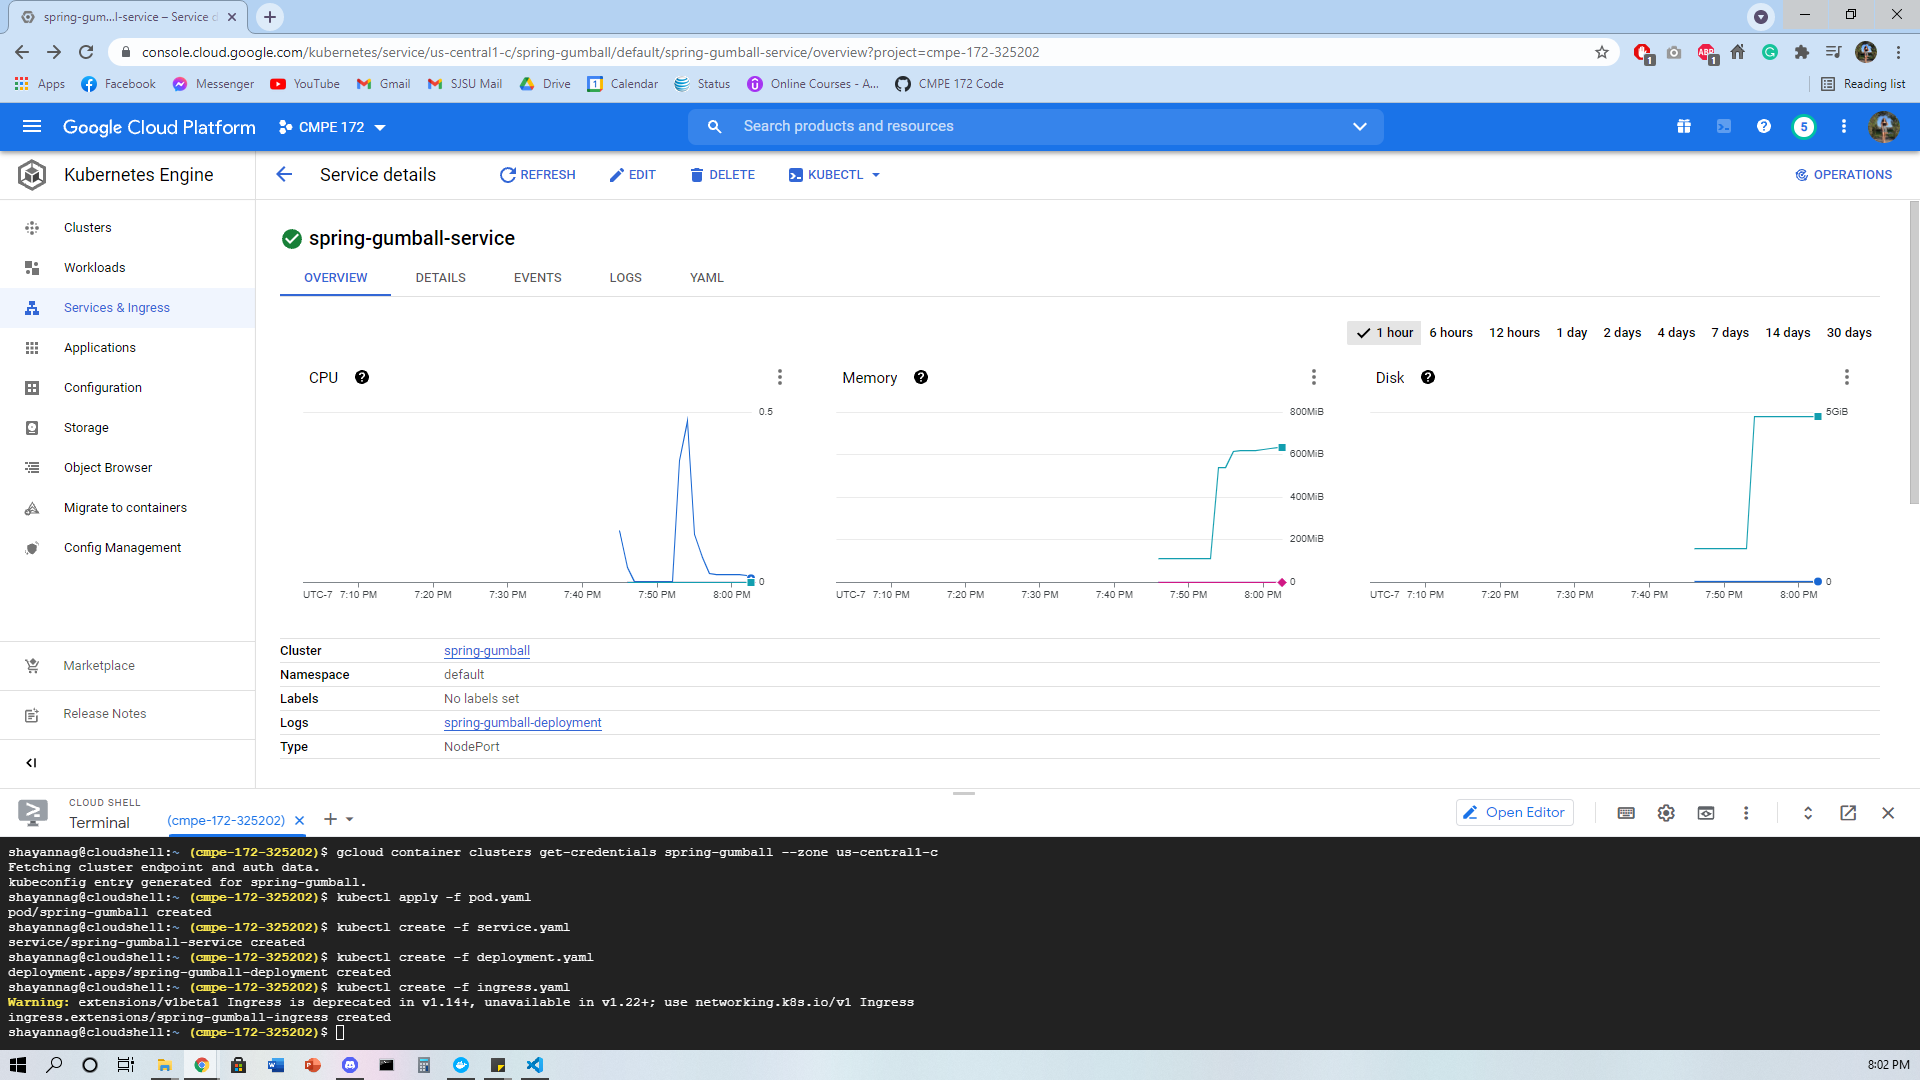 spring-gum...l-service – Service d
console.cloud.google.com/kubernetes/service/us-central1-c/spring-gumball/default/spring-gumball-service/overview?project=cmpe-172-325202
1
ABP
1
Apps
Facebook
Messenger
YouTube
Gmail
SJSU Mail
Drive
1
Calendar
Status
Online Courses - A...
CMPE 172 Code
Reading list
Google Cloud Platform
CMPE 172
Search products and resources
5
Kubernetes Engine
Service details
REFRESH
EDIT
DELETE
KUBECTL
OPERATIONS
Clusters
Workloads
Services & Ingress
Applications
Configuration
Storage
Object Browser
Migrate to containers
Config Management
Marketplace
Release Notes
spring-gumball-service
OVERVIEW
DETAILS
EVENTS
LOGS
YAML
1 hour
6 hours
12 hours
1 day
2 days
4 days
7 days
14 days
30 days
CPU
0.5
0
UTC-7 7:10 PM 7:20 PM 7:30 PM 7:40 PM 7:50 PM 8:00 PM
Memory
800MiB
600MiB
400MiB
200MiB
0
UTC-7 7:10 PM 7:20 PM 7:30 PM 7:40 PM 7:50 PM 8:00 PM
Disk
5GiB
0
UTC-7 7:10 PM 7:20 PM 7:30 PM 7:40 PM 7:50 PM 8:00 PM
Cluster spring-gumball
Namespace default
Labels No labels set
Logs spring-gumball-deployment
Type NodePort
CLOUD SHELL
Terminal
(cmpe-172-325202)
Open Editor
shayannag@cloudshell:~ (cmpe-172-325202)$ gcloud container clusters get-credentials spring-gumball --zone us-central1-c
Fetching cluster endpoint and auth data.
kubeconfig entry generated for spring-gumball.
shayannag@cloudshell:~ (cmpe-172-325202)$ kubectl apply -f pod.yaml
pod/spring-gumball created
shayannag@cloudshell:~ (cmpe-172-325202)$ kubectl create -f service.yaml
service/spring-gumball-service created
shayannag@cloudshell:~ (cmpe-172-325202)$ kubectl create -f deployment.yaml
deployment.apps/spring-gumball-deployment created
shayannag@cloudshell:~ (cmpe-172-325202)$ kubectl create -f ingress.yaml
Warning: extensions/v1beta1 Ingress is deprecated in v1.14+, unavailable in v1.22+; use networking.k8s.io/v1 Ingress
ingress.extensions/spring-gumball-ingress created
shayannag@cloudshell:~ (cmpe-172-325202)$
8:02 PM